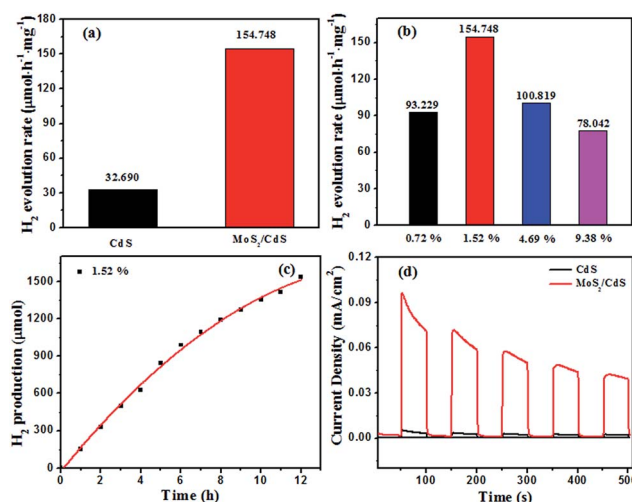 (a)
H₂ evolution rate (μmol·h⁻¹·mg⁻¹)
180
150
120
90
60
30
0
32.690
154.748
CdS
MoS₂/CdS
(b)
H₂ evolution rate (μmol·h⁻¹·mg⁻¹)
150
120
90
60
30
0
93.229
154.748
100.819
78.042
0.72 %
1.52 %
4.69 %
9.38 %
(c)
1.52 %
H₂ production (μmol)
1500
1200
900
600
300
0
0 2 4 6 8 10 12
Time (h)
(d)
CdS
MoS₂/CdS
Current Density (mA/cm²)
0.12
0.09
0.06
0.03
0.00
100 200 300 400 500
Time (s)